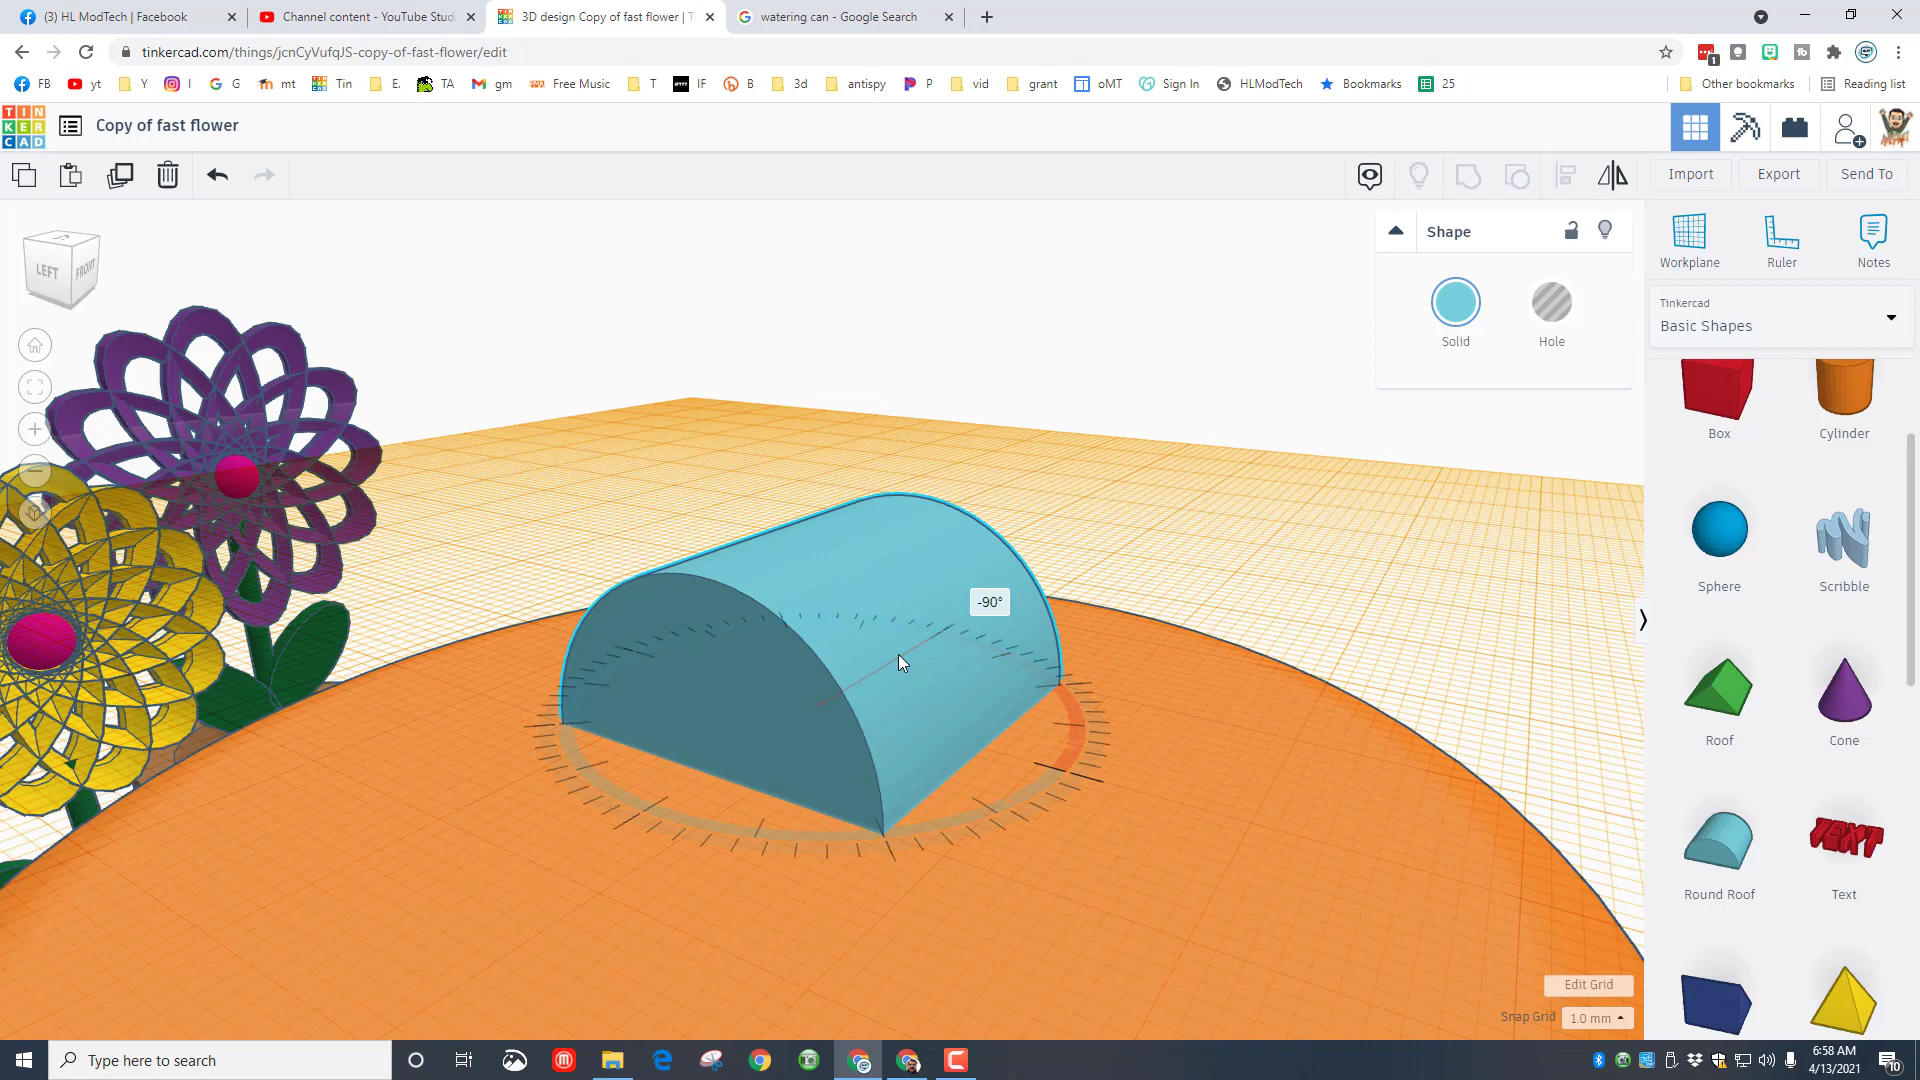 (3) HL ModTech | Facebook
Channel content - YouTube Studi
3D design Copy of fast flower | T
watering can - Google Search
tinkercad.com/things/jcnCyVufqJS-copy-of-fast-flower/edit
1
FB
yt
Y
I
G
mt
Tin
E.
TA
gm
Free Music
T
IF
B
3d
antispy
P
vid
grant
oMT
Sign In
HLModTech
Bookmarks
25
Other bookmarks
Reading list
TIN
KER
CAD
Copy of fast flower
Import
Export
Send To
LEFT
FRONT
Shape
Solid
Hole
Workplane
Ruler
Notes
Tinkercad
Basic Shapes
Box
Cylinder
Sphere
Scribble
Roof
Cone
Round Roof
TEXT
Text
-90°
Edit Grid
Snap Grid
1.0 mm
Type here to search
6:58 AM
4/13/2021
10